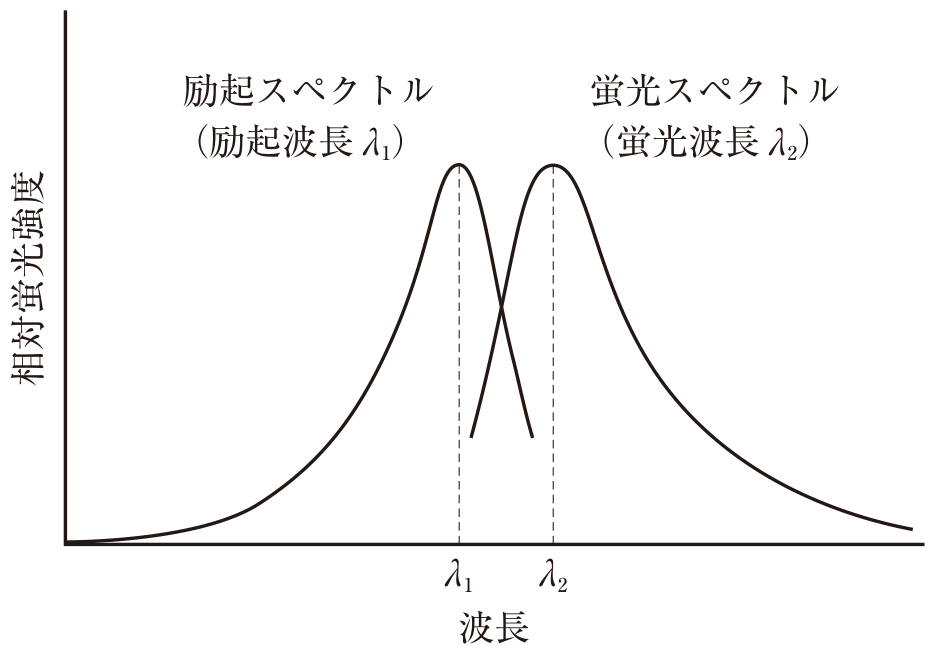 励起スペクトル
（励起波長 λ₁）
蛍光スペクトル
（蛍光波長 λ₂）
相対蛍光強度
λ₁
λ₂
波長